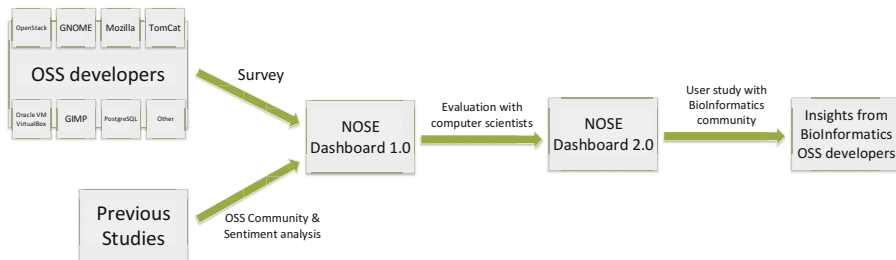 OpenStack
GNOME
Mozilla
TomCat
OSS developers
Oracle VM
VirtualBox
GIMP
PostgreSQL
Other
Survey
Previous
Studies
OSS Community &
Sentiment analysis
NOSE
Dashboard 1.0
Evaluation with
computer scientists
NOSE
Dashboard 2.0
User study with
BioInformatics
community
Insights from
BioInformatics
OSS developers